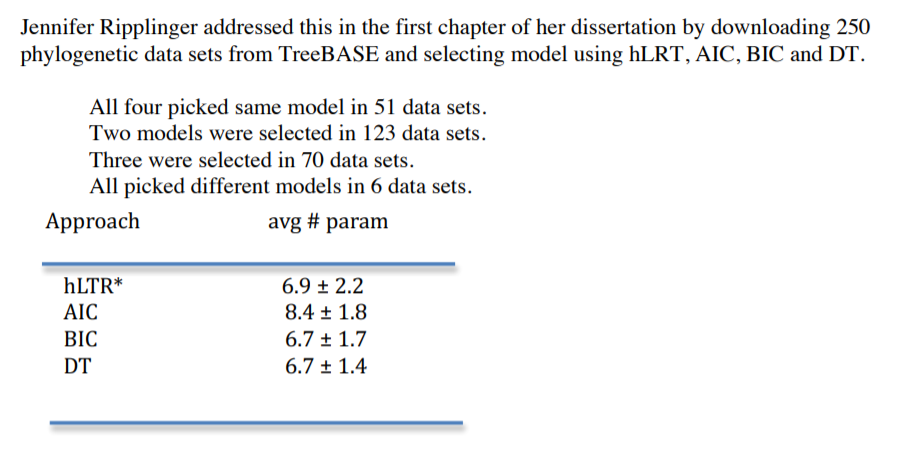 Jennifer Ripplinger addressed this in the first chapter of her dissertation by downloading 250
phylogenetic data sets from TreeBASE and selecting model using hLRT, AIC, BIC and DT.
All four picked same model in 51 data sets.
Two models were selected in 123 data sets.
Three were selected in 70 data sets.
All picked different models in 6 data sets.
Approach avg # param
hLTR* 6.9 ± 2.2
AIC 8.4 ± 1.8
BIC 6.7 ± 1.7
DT 6.7 ± 1.4